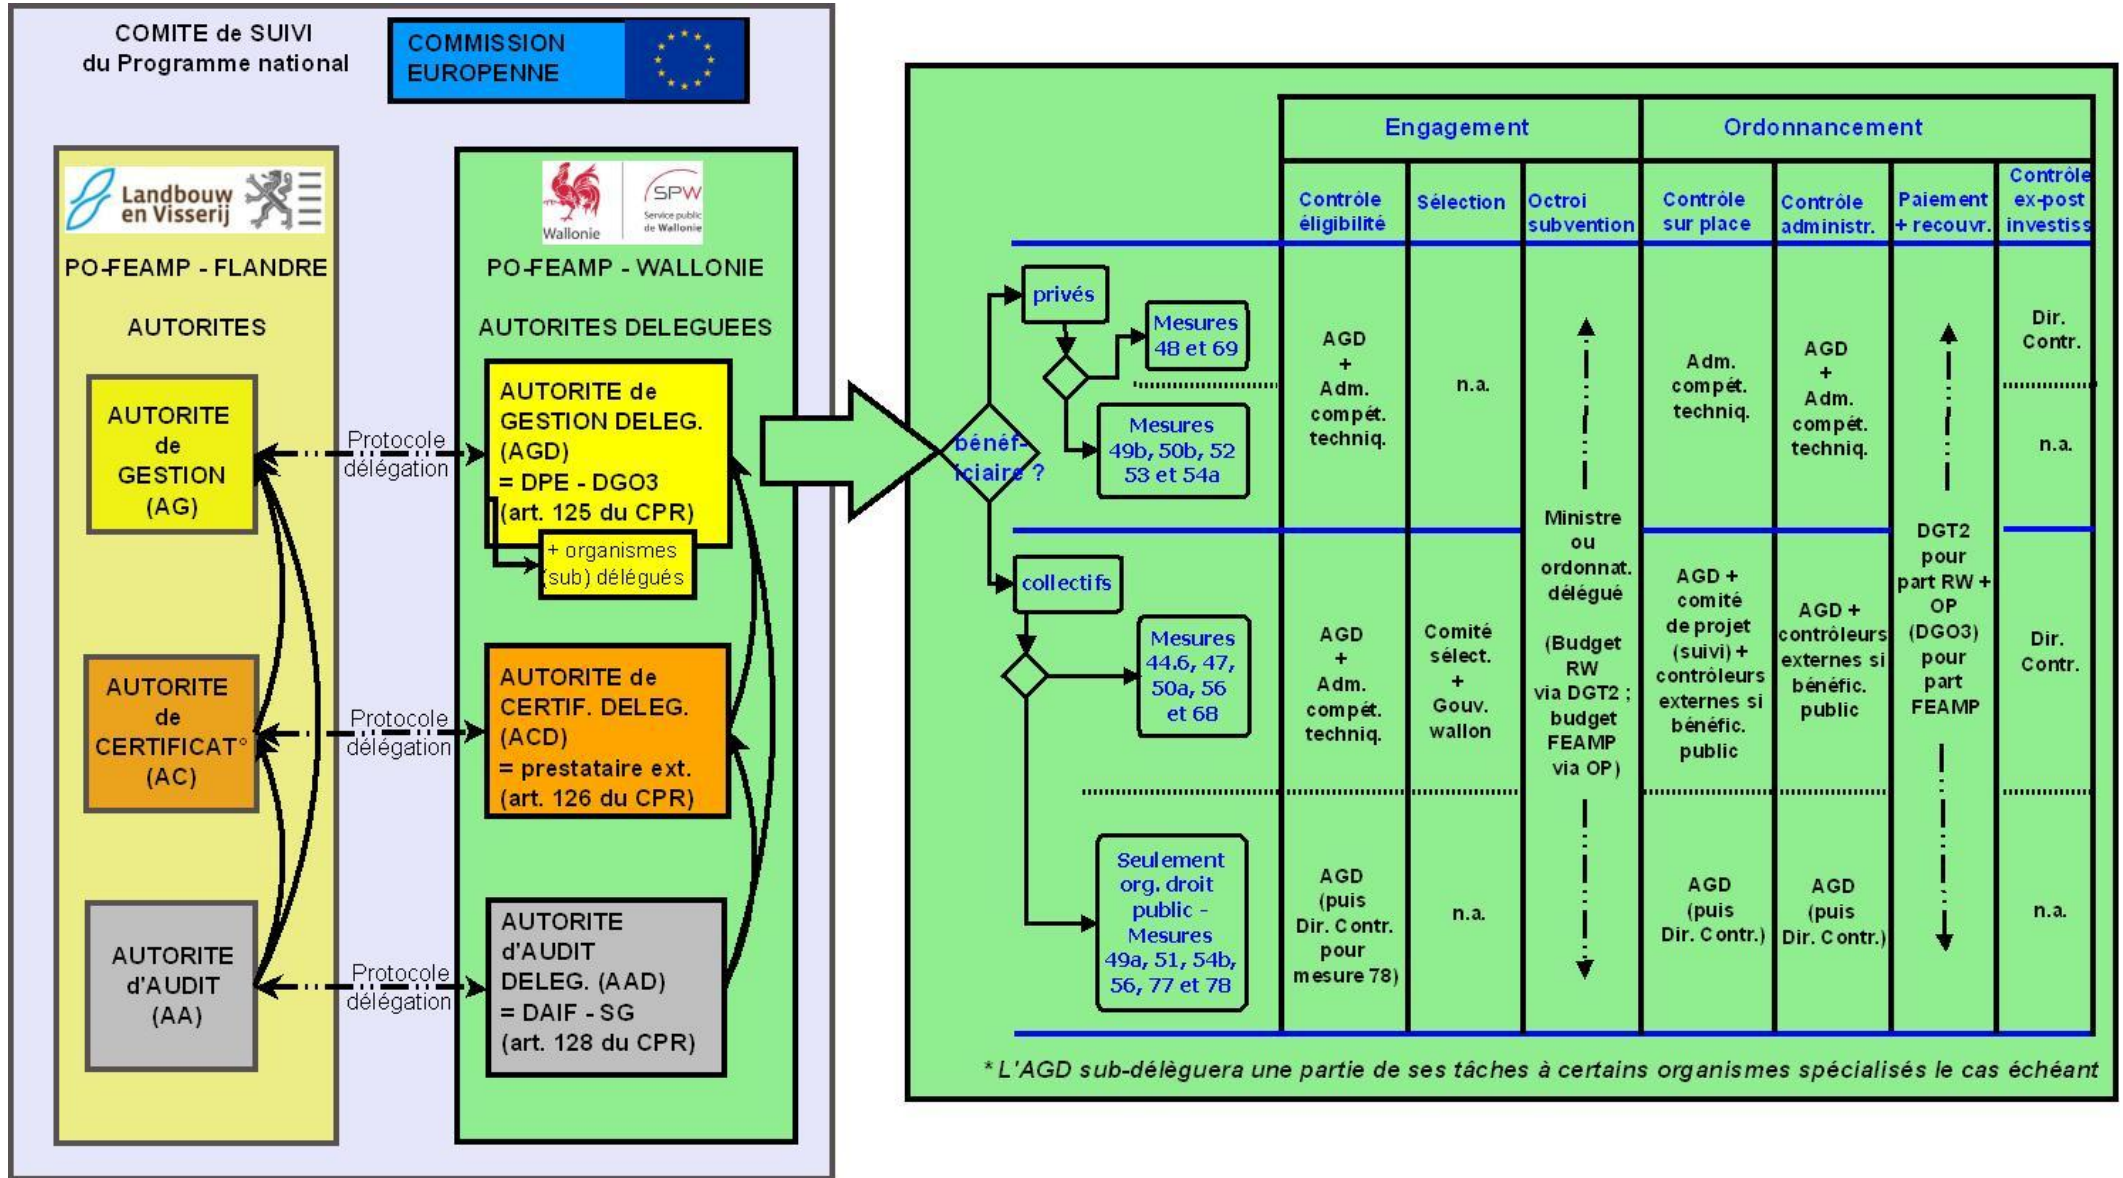 COMITE de SUIVI
du Programme national
COMMISSION
EUROPENNE
Landbouw
en Visserij
PO-FEAMP - FLANDRE
AUTORITES
AUTORITE
de
GESTION
(AG)
AUTORITE
de
CERTIFICAT°
(AC)
AUTORITE
d'AUDIT
(AA)
Protocole
délégation
Protocole
délégation
Protocole
délégation
Wallonie
SPW
Service public
de Wallonie
PO-FEAMP - WALLONIE
AUTORITES DELEGUEES
AUTORITE de
GESTION DELEG.
(AGD)
= DPE - DGO3
(art. 125 du CPR)
+ organismes
(sub) délégués
AUTORITE de
CERTIF. DELEG.
(ACD)
= prestataire ext.
(art. 126 du CPR)
AUTORITE
d'AUDIT
DELEG. (AAD)
= DAIF - SG
(art. 128 du CPR)
Engagement
Ordonnancement
Contrôle
éligibilité
Sélection
Octroi
subvention
Contrôle
sur place
Contrôle
administr.
Paiement
+ recouvr.
Contrôle
ex-post
investiss
bénéf-
iciaire ?
privés
Mesures
48 et 69
Mesures
49b, 50b, 52
53 et 54a
collectifs
Mesures
44.6, 47,
50a, 56
et 68
Seulement
org. droit
public -
Mesures
49a, 51, 54b,
56, 77 et 78
AGD
+
Adm.
compét.
techniq.
n.a.
Adm.
compét.
techniq.
AGD
+
Adm.
compét.
techniq.
Dir.
Contr.
n.a.
Ministre
ou
ordonnat.
délégué
(Budget
RW
via DGT2 ;
budget
FEAMP
via OP)
DGT2
pour
part RW +
OP
(DGO3)
pour
part
FEAMP
AGD
+
Adm.
compét.
techniq.
Comité
sélect.
+
Gouv.
wallon
AGD +
comité
de projet
(suivi) +
contrôleurs
externes si
bénéfic.
public
AGD +
contrôleurs
externes si
bénéfic.
public
Dir.
Contr.
AGD
(puis
Dir. Contr.
pour
mesure 78)
n.a.
AGD
(puis
Dir. Contr.)
AGD
(puis
Dir. Contr.)
n.a.
* L'AGD sub-délèguera une partie de ses tâches à certains organismes spécialisés le cas échéant